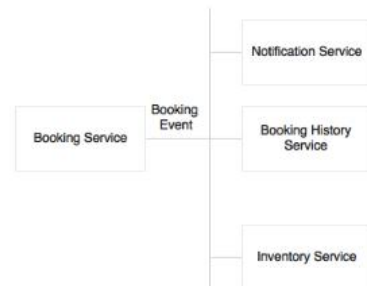 Notification Service
Booking
Event
Booking Service
Booking History
Service
Inventory Service